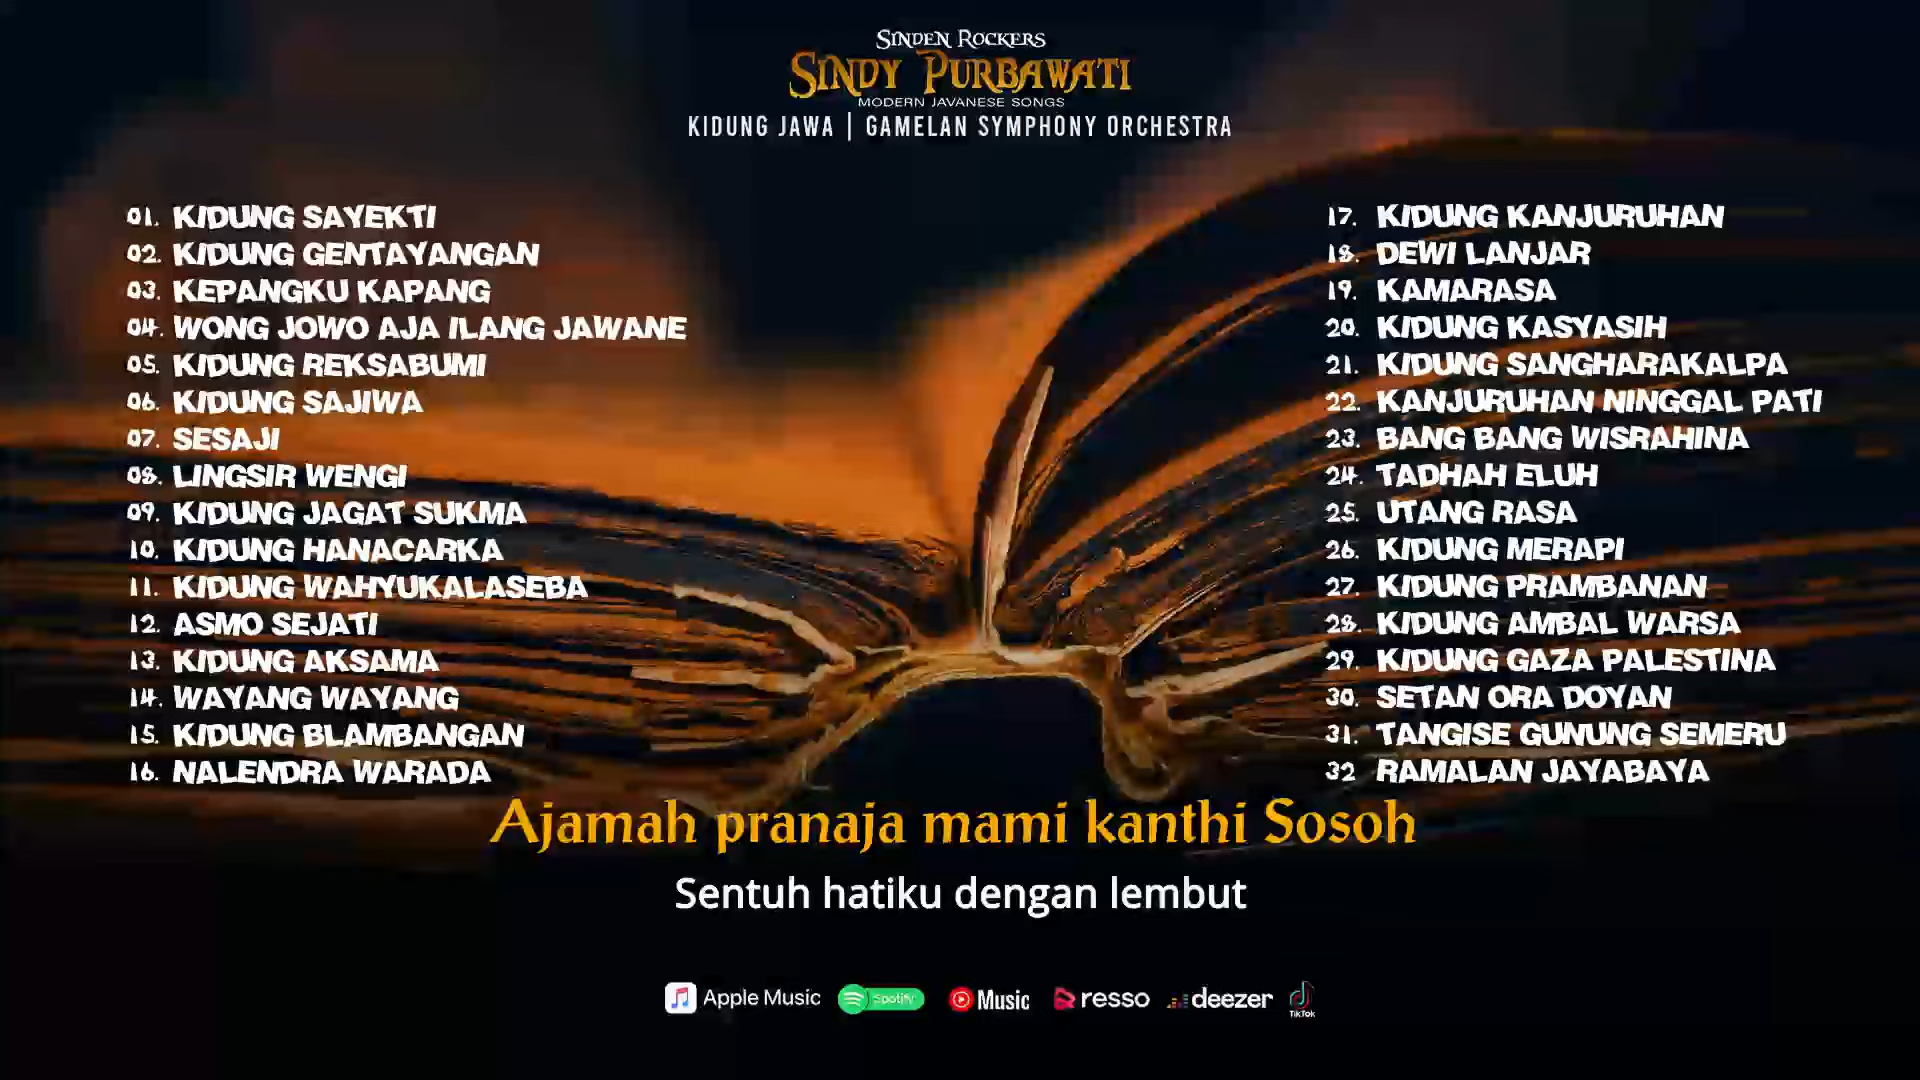 SINDEN ROCKERS
SINDY PURBAWATI
MODERN JAVANESE SONGS
KIDUNG JAWA | GAMELAN SYMPHONY ORCHESTRA
01. KIDUNG SAYEKTI
02. KIDUNG GENTAYANGAN
03. KEPANGKU KAPANG
04. WONG JOWO AJA ILANG JAWANE
05. KIDUNG REKSABUMI
06. KIDUNG SAJIWA
07. SESAJI
08. LINGSIR WENGI
09. KIDUNG JAGAT SUKMA
10. KIDUNG HANACARKA
11. KIDUNG WAHYUKALASEBA
12. ASMO SEJATI
13. KIDUNG AKSAMA
14. WAYANG WAYANG
15. KIDUNG BLAMBANGAN
16. NALENDRA WARADA
17. KIDUNG KANJURUHAN
18. DEWI LANJAR
19. KAMARASA
20. KIDUNG KASYASIH
21. KIDUNG SANGHARAKALPA
22. KANJURUHAN NINGGAL PATI
23. BANG BANG WISRAHINA
24. TADHAH ELUH
25. UTANG RASA
26. KIDUNG MERAPI
27. KIDUNG PRAMBANAN
28. KIDUNG AMBAL WARSA
29. KIDUNG GAZA PALESTINA
30. SETAN ORA DOYAN
31. TANGISE GUNUNG SEMERU
32 RAMALAN JAYABAYA
Ajamah pranaja mami kanthi Sosoh
Sentuh hatiku dengan lembut
Apple Music Spotify Music resso deezer TikTok